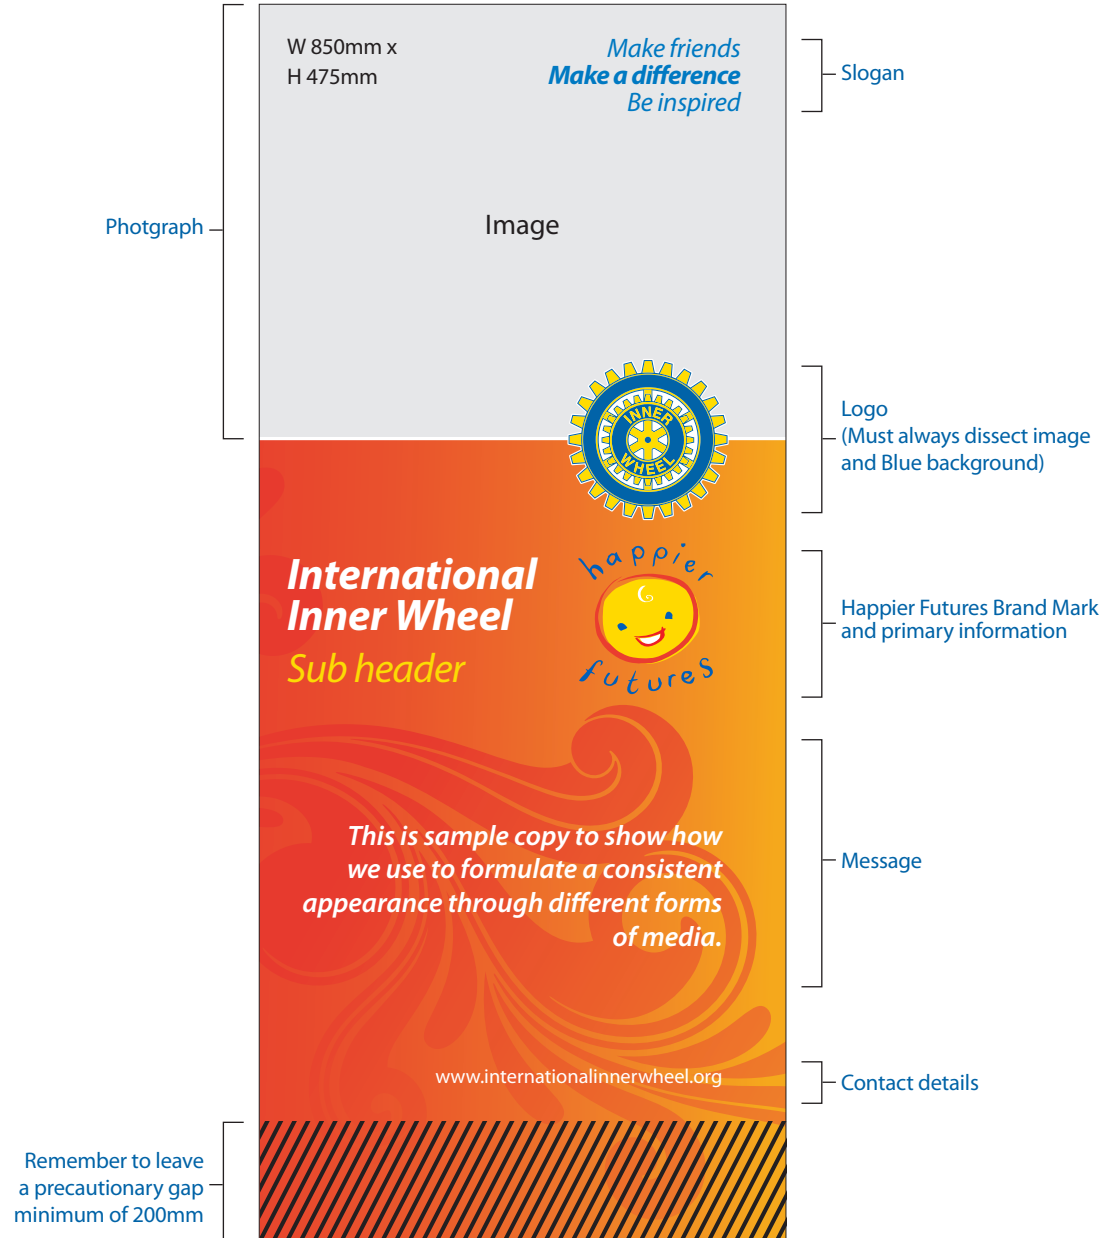 W 850mm x
H 475mm
Make friends
Make a difference
Be inspired
Slogan
Photgraph
Image
INNER
WHEEL
Logo
(Must always dissect image
and Blue background)
International
Inner Wheel
Sub header
happier
futures
Happier Futures Brand Mark
and primary information
This is sample copy to show how
we use to formulate a consistent
appearance through different forms
of media.
Message
www.internationalinnerwheel.org
Contact details
Remember to leave
a precautionary gap
minimum of 200mm